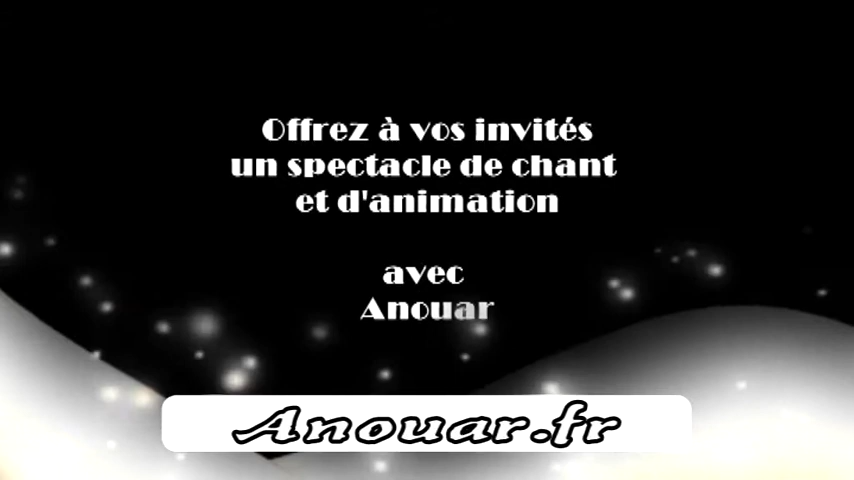 Offrez à vos invités
un spectacle de chant
et d'animation
avec
Anouar
Anouar.fr